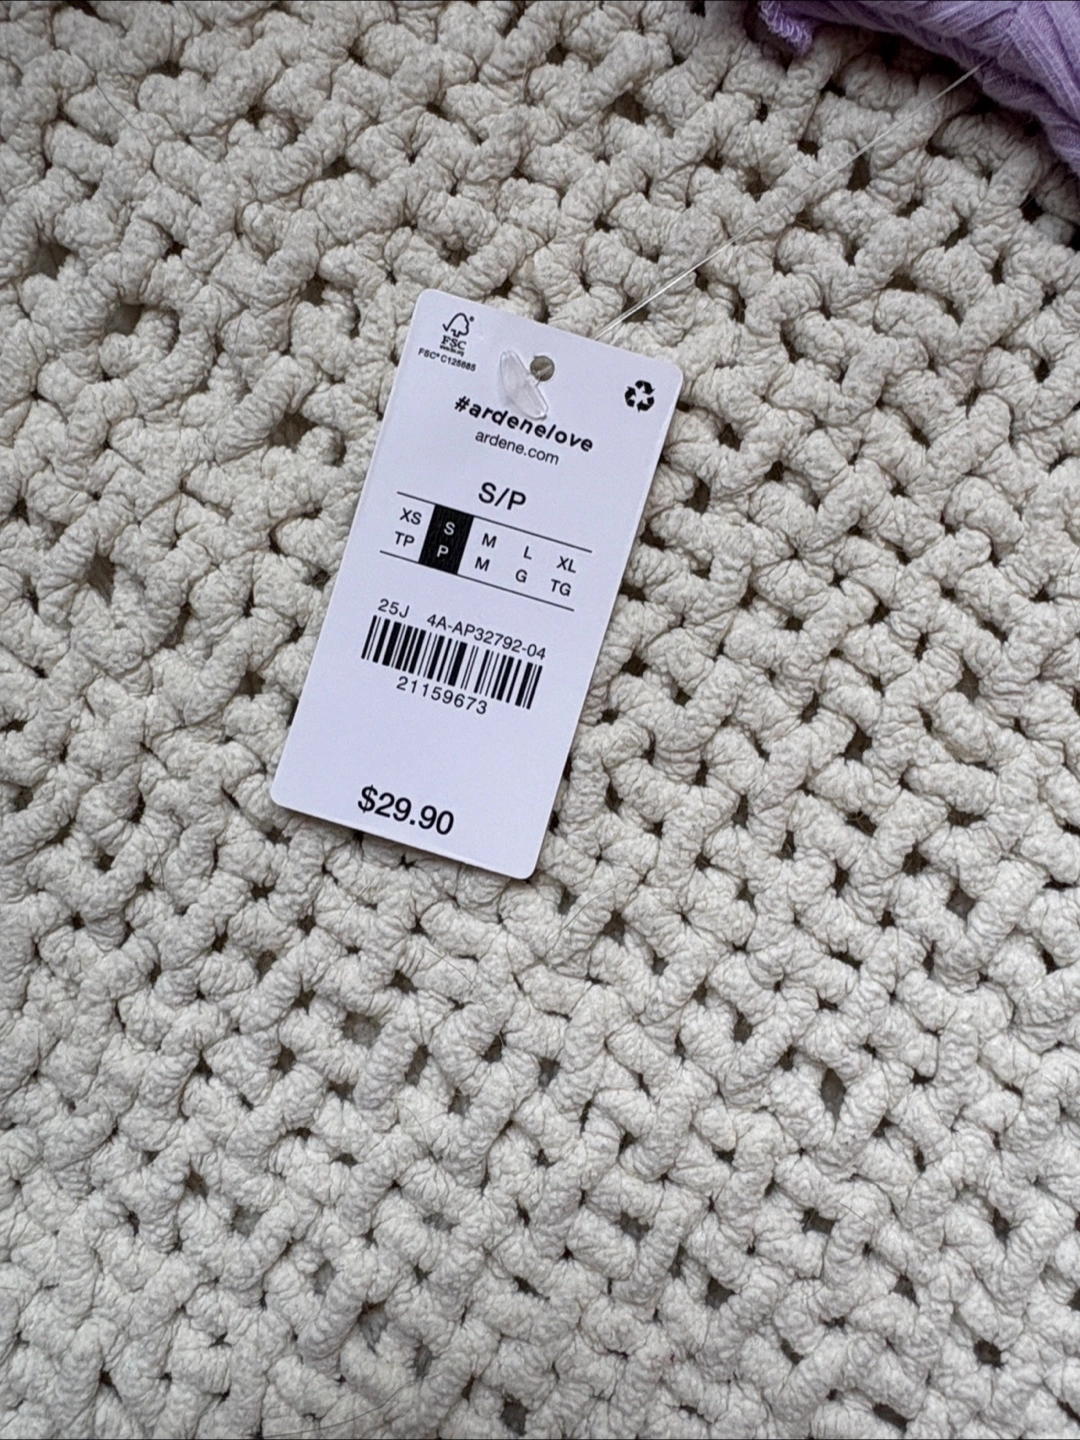 FSC®
FSC® C125685
#ardenelove
ardene.com
S/P
XS S M L XL
TP P M G TG
25J 4A-AP32792-04
21159673
$29.90